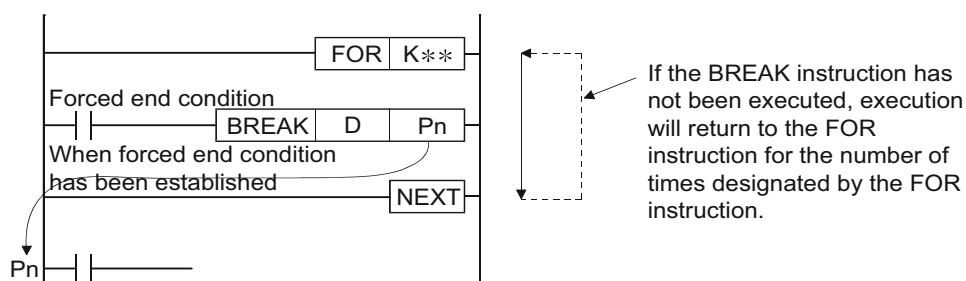 FOR K**
Forced end condition
BREAK D Pn
When forced end condition
has been established
NEXT
Pn
If the BREAK instruction has
not been executed, execution
will return to the FOR
instruction for the number of
times designated by the FOR
instruction.